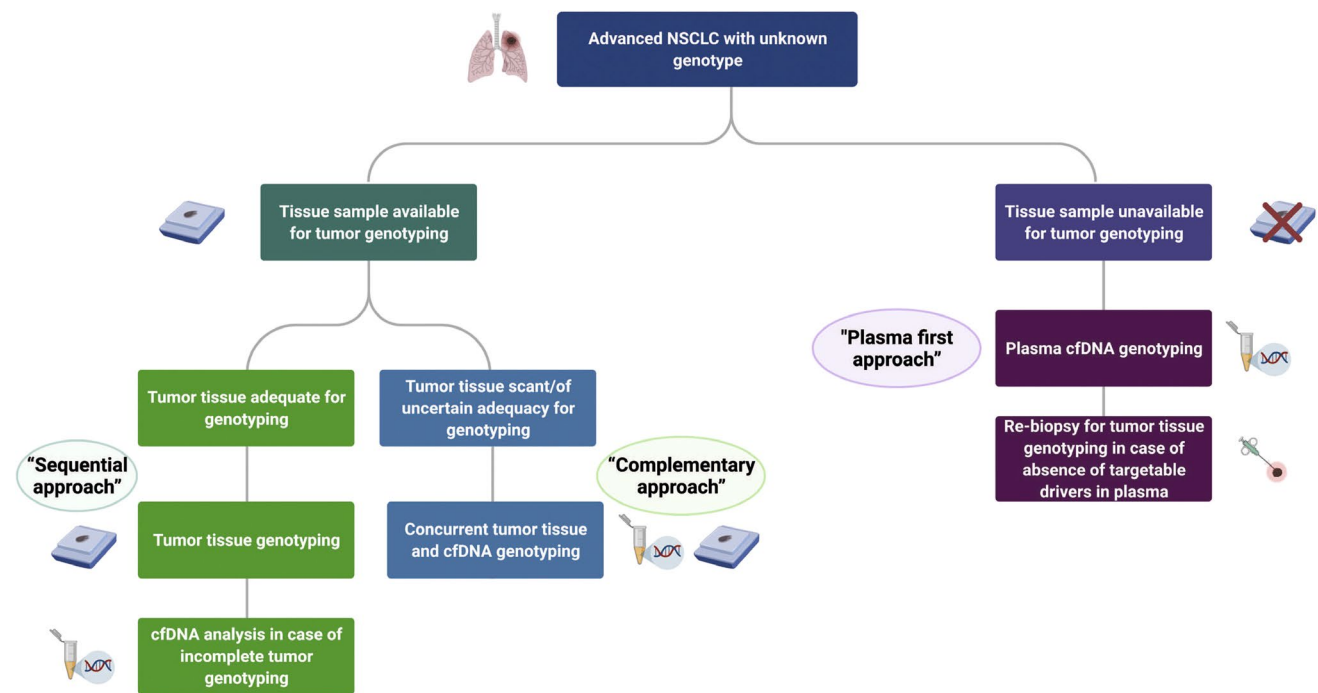 Advanced NSCLC with unknown
genotype
Tissue sample available
for tumor genotyping
Tissue sample unavailable
for tumor genotyping
"Plasma first
approach”
Plasma cfDNA genotyping
Tumor tissue adequate for
genotyping
Tumor tissue scant/of
uncertain adequacy for
genotyping
Re-biopsy for tumor tissue
genotyping in case of
absence of targetable
drivers in plasma
“Sequential
approach”
“Complementary
approach”
Tumor tissue genotyping
Concurrent tumor tissue
and cfDNA genotyping
cfDNA analysis in case of
incomplete tumor
genotyping